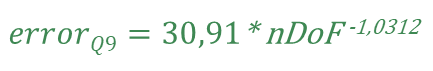 error_Q9 = 30,91 * nDoF^-1,0312